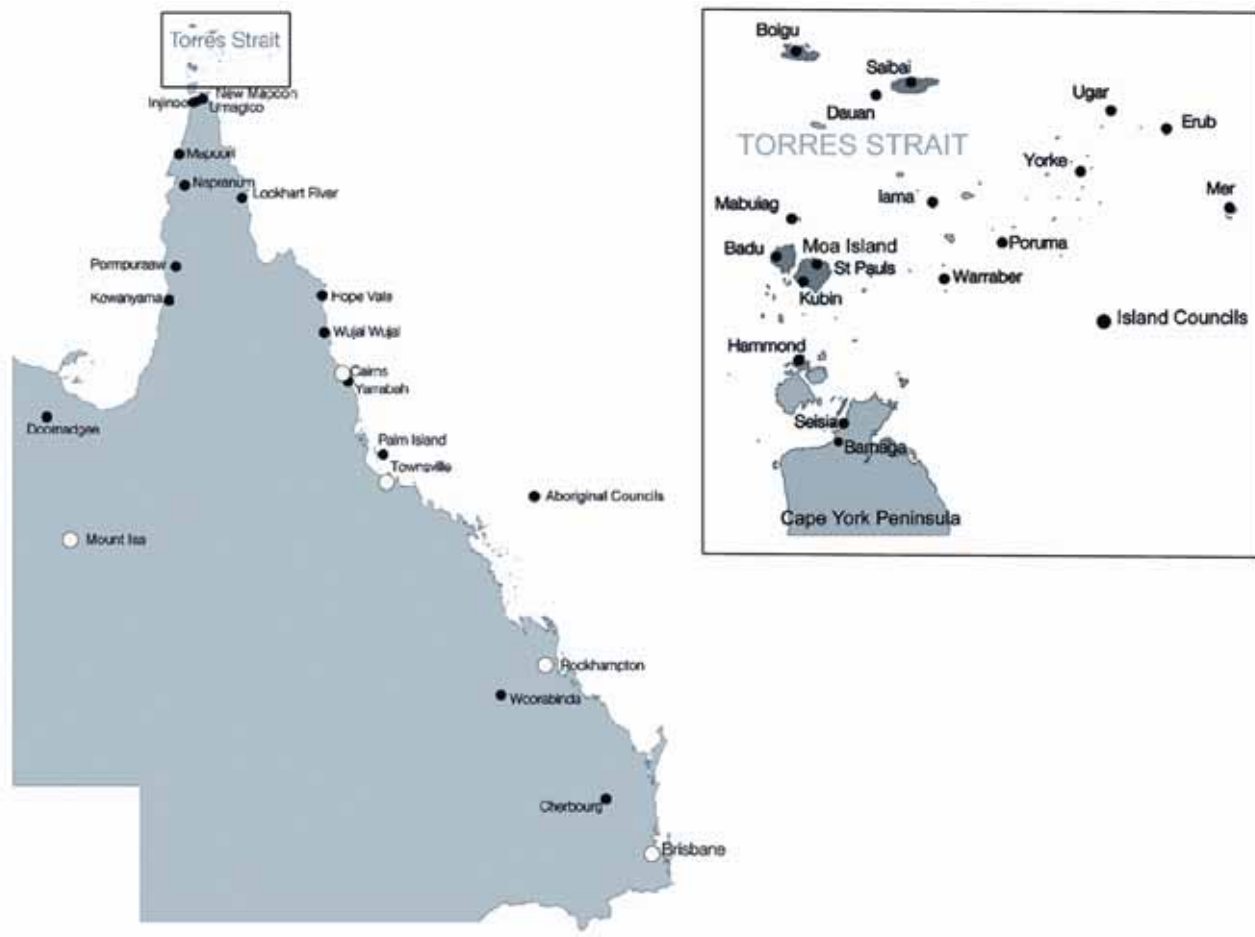 Torres Strait
New Mapoon
Injinoo
Umagico
Mapoon
Napranum
Lockhart River
Pormpuraaw
Kowanyama
Hope Vale
Wujal Wujal
Cairns
Yarrabah
Doomadgee
Palm Island
Townsville
Aboriginal Councils
Mount Isa
Rockhampton
Woorabinda
Cherbourg
Brisbane
Boigu
Saibai
Dauan
Ugar
Erub
TORRES STRAIT
Yorke
Iama
Mer
Mabuiag
Badu
Moa Island
Poruma
St Pauls
Warraber
Kubin
Island Councils
Hammond
Seisia
Bamaga
Cape York Peninsula